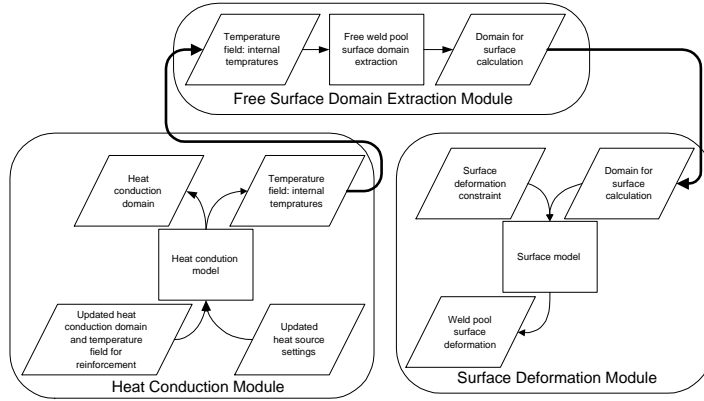 Temperature
field: internal
tempratures
Free weld pool
surface domain
extraction
Domain for
surface
calculation
Free Surface Domain Extraction Module
Heat
conduction
domain
Temperature
field: internal
tempratures
Heat condution
model
Updated heat
conduction domain
and temperature
field for
reinforcement
Updated
heat source
settings
Heat Conduction Module
Surface
deformation
constraint
Domain for
surface
calculation
Surface model
Weld pool
surface
deformation
Surface Deformation Module